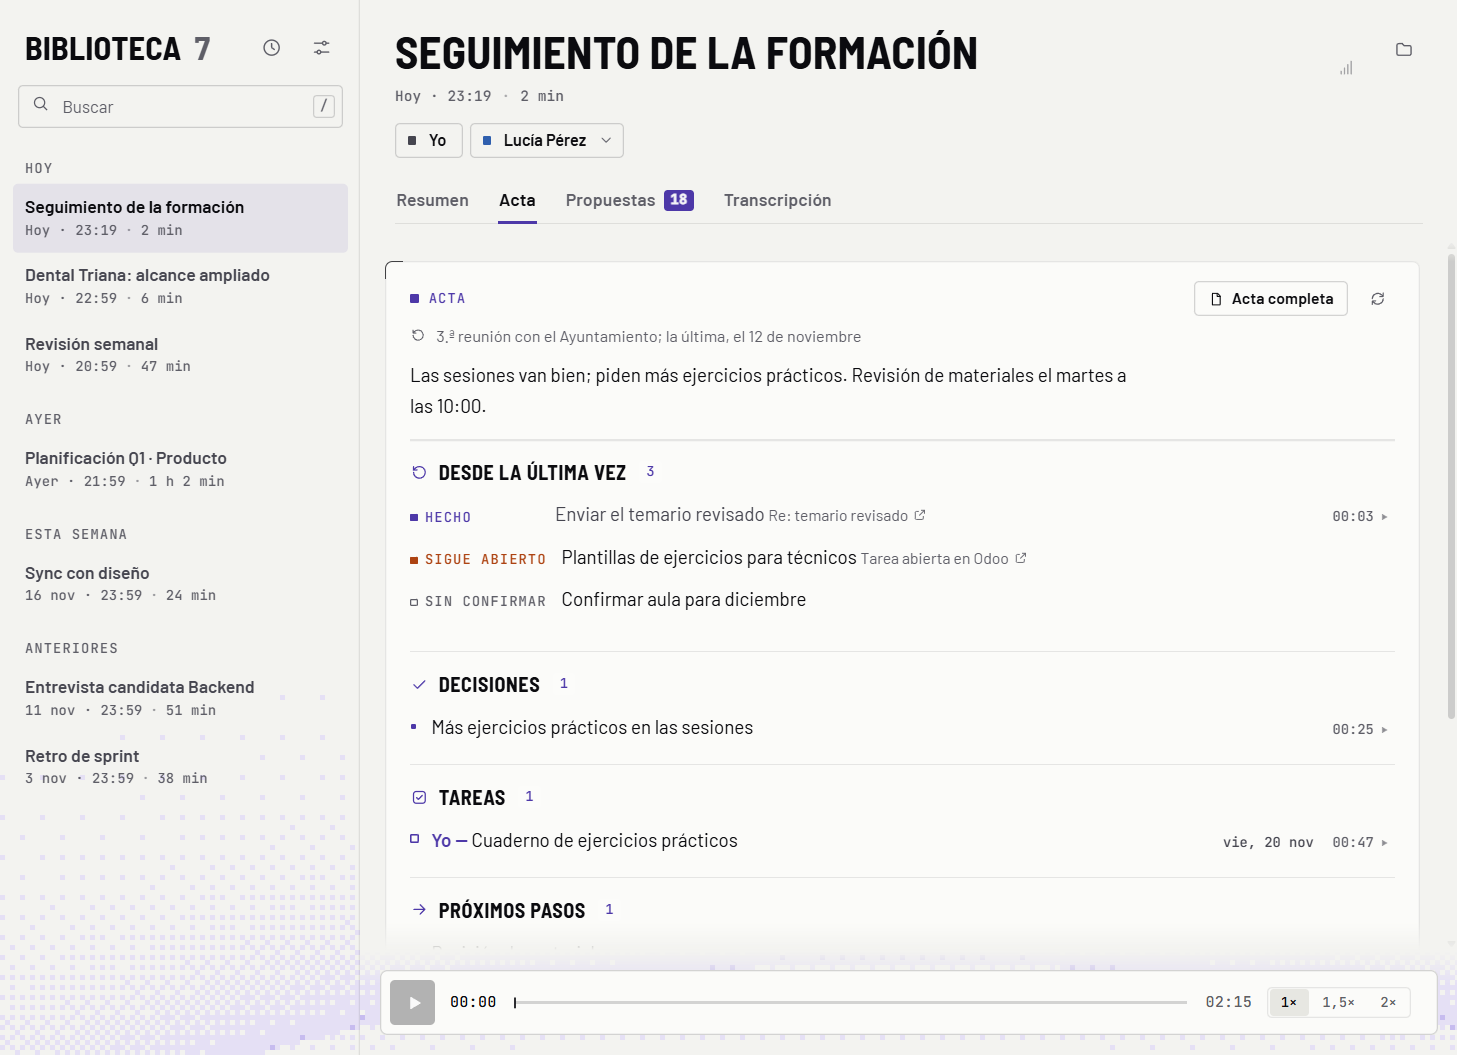 BIBLIOTECA 7
Buscar /
HOY
Seguimiento de la formación
Hoy · 23:19 · 2 min
Dental Triana: alcance ampliado
Hoy · 22:59 · 6 min
Revisión semanal
Hoy · 20:59 · 47 min
AYER
Planificación Q1 · Producto
Ayer · 21:59 · 1 h 2 min
ESTA SEMANA
Sync con diseño
16 nov · 23:59 · 24 min
ANTERIORES
Entrevista candidata Backend
11 nov · 23:59 · 51 min
Retro de sprint
3 nov · 23:59 · 38 min
SEGUIMIENTO DE LA FORMACIÓN
Hoy · 23:19 · 2 min
Yo Lucía Pérez
Resumen Acta Propuestas 18 Transcripción
ACTA Acta completa
3.ª reunión con el Ayuntamiento; la última, el 12 de noviembre
Las sesiones van bien; piden más ejercicios prácticos. Revisión de materiales el martes a
las 10:00.
DESDE LA ÚLTIMA VEZ 3
HECHO Enviar el temario revisado Re: temario revisado 00:03
SIGUE ABIERTO Plantillas de ejercicios para técnicos Tarea abierta en Odoo
SIN CONFIRMAR Confirmar aula para diciembre
DECISIONES 1
Más ejercicios prácticos en las sesiones 00:25
TAREAS 1
Yo — Cuaderno de ejercicios prácticos vie, 20 nov 00:47
PRÓXIMOS PASOS 1
00:00 02:15 1× 1,5× 2×